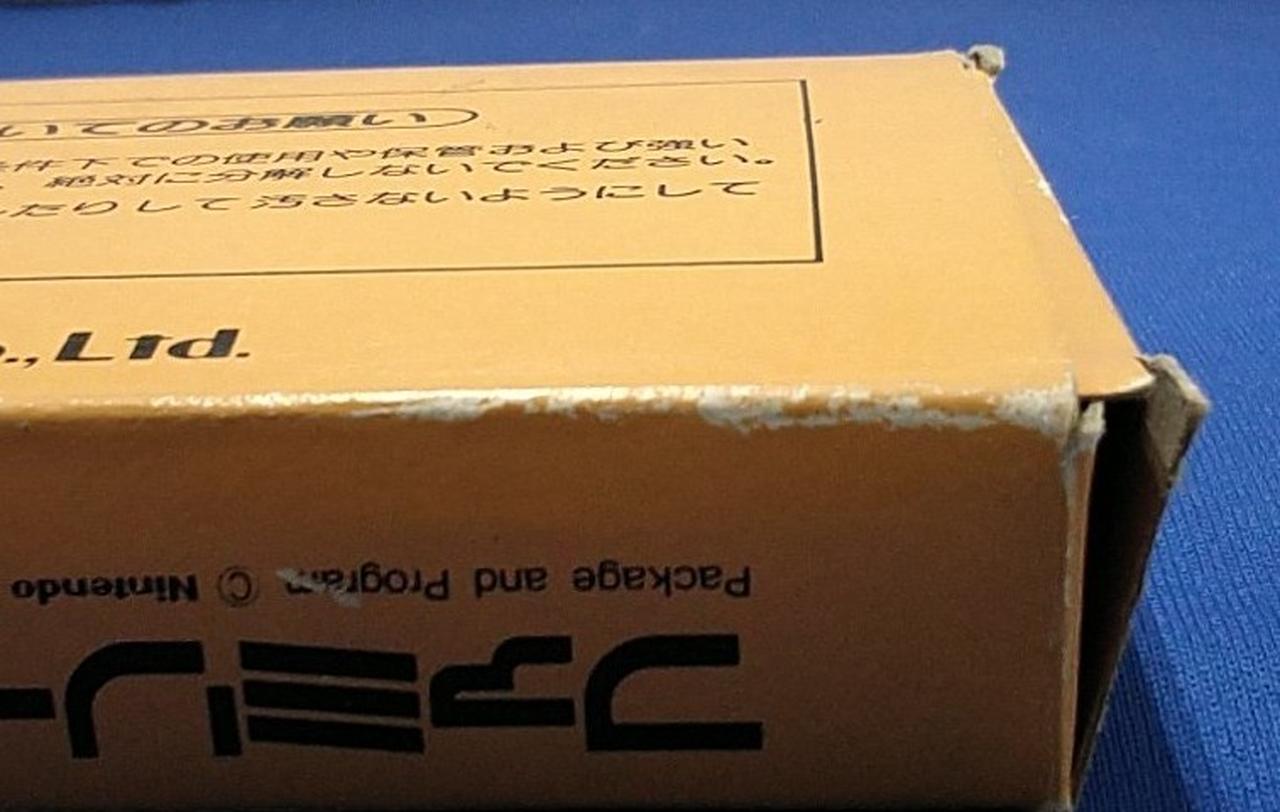 いてのお願い
件下での使用や保管および強い
絶対に分解しないでください。
たりして汚さないようにして
., Ltd.
Package and Program © Nintendo
ファミリー